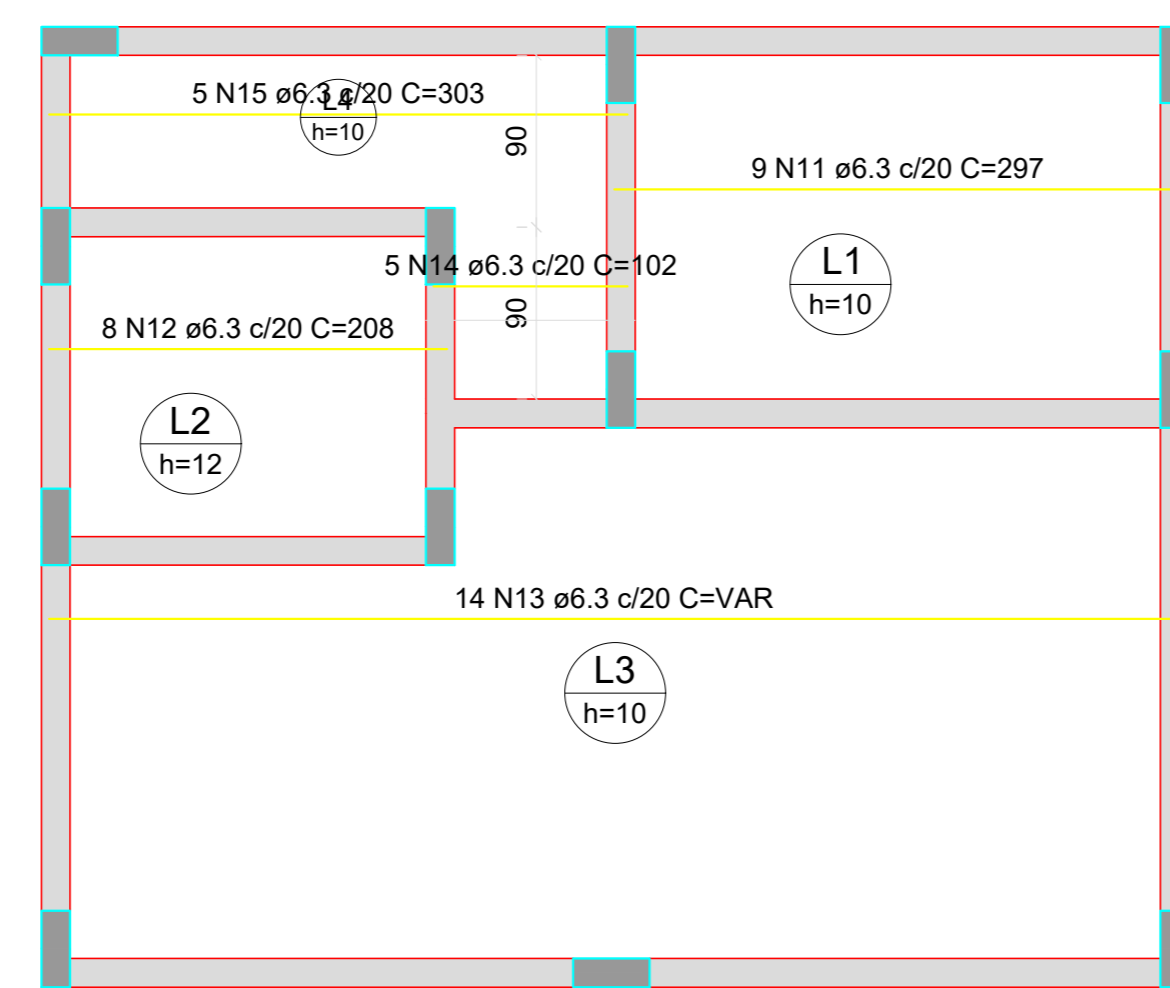 5 N15 ø6.3 c/20 C=303
L4
h=10
90
9 N11 ø6.3 c/20 C=297
5 N14 ø6.3 c/20 C=102
L1
h=10
90
8 N12 ø6.3 c/20 C=208
L2
h=12
14 N13 ø6.3 c/20 C=VAR
L3
h=10